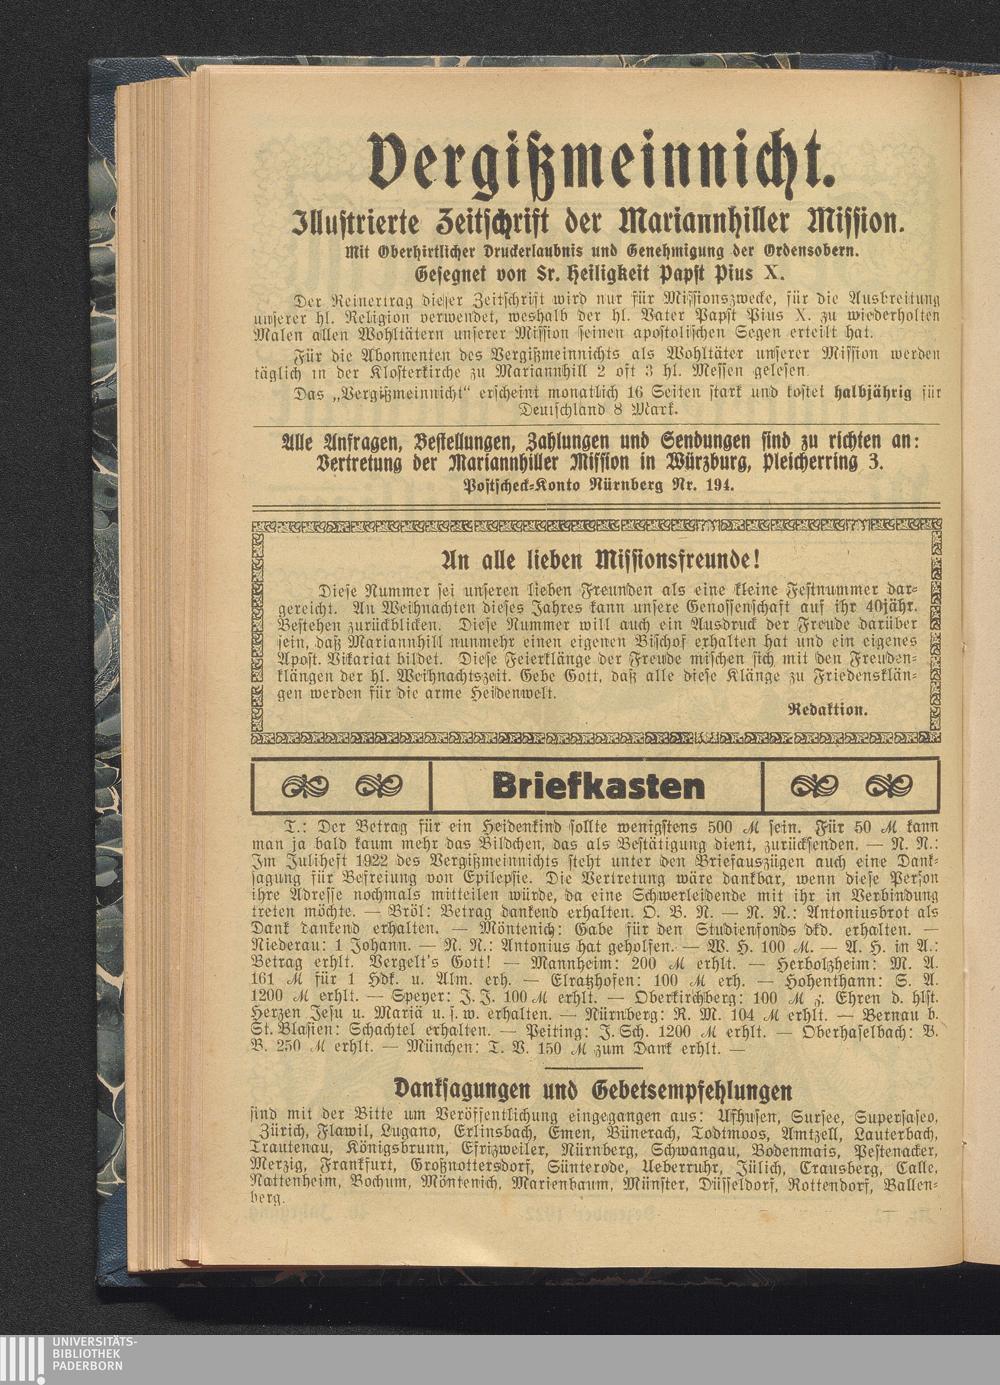 Vergißmeinnicht.
Illustrierte Zeitschrift der Mariannhiller Mission.
Mit Oberhirtlicher Druckerlaubnis und Genehmigung der Ordensobern.
Gesegnet von Sr. Heiligkeit Papst Pius X.
Der Reinertrag dieser Zeitschrift wird nur für Missionszwecke, für die Ausbreitung
unserer hl. Religion verwendet, weshalb der hl. Vater Papst Pius X. zu wiederholten
Malen allen Wohltätern unserer Mission seinen apostolischen Segen erteilt hat.
Für die Abonnenten des Vergißmeinnichts als Wohltäter unserer Mission werden
täglich in der Klosterkirche zu Mariannhill 2 oft 3 hl. Messen gelesen.
Das „Vergißmeinnicht“ erscheint monatlich 16 Seiten stark und kostet halbjährig für
Deutschland 8 Mark.
Alle Anfragen, Bestellungen, Zahlungen und Sendungen sind zu richten an:
Vertretung der Mariannhiller Mission in Würzburg, Pleicherring 3.
Postscheck-Konto Nürnberg Nr. 194.
An alle lieben Missionsfreunde!
Diese Nummer sei unseren lieben Freunden als eine kleine Festnummer dar-
gereicht. An Weihnachten dieses Jahres kann unsere Genossenschaft auf ihr 40jähr.
Bestehen zurückblicken. Diese Nummer will auch ein Ausdruck der Freude darüber
sein, daß Mariannhill nunmehr einen eigenen Bischof erhalten hat und ein eigenes
Apost. Vikariat bildet. Diese Feierklänge der Freude mischen sich mit den Freuden-
klängen der hl. Weihnachtszeit. Gebe Gott, daß alle diese Klänge zu Friedensklän-
gen werden für die arme Heidenwelt.
Redaktion.
Briefkasten
T.: Der Betrag für ein Heidenkind sollte wenigstens 500 M sein. Für 50 M kann
man ja bald kaum mehr das Bildchen, das als Bestätigung dient, zurücksenden. — N. N.:
Im Juliheft 1922 des Vergißmeinnichts steht unter den Briefauszügen auch eine Dank-
sagung für Befreiung von Epilepsie. Die Vertretung wäre dankbar, wenn diese Person
ihre Adresse nochmals mitteilen würde, da eine Schwerleidende mit ihr in Verbindung
treten möchte. — Bröl: Betrag dankend erhalten. O. B. N. — N. N.: Antoniusbrot als
Dank dankend erhalten. — Möntenich: Gabe für den Studienfonds dkd. erhalten. —
Niederau: 1 Johann. — N. N.: Antonius hat geholfen. — W. H. 100 M. — A. H. in A.:
Betrag erhlt. Vergelt's Gott! — Mannheim: 200 M erhlt. — Herbolzheim: M. A.
161 M für 1 Hdk. u. Alm. erh. — Elratzhofen: 100 M erh. — Hohenthann: S. A.
1200 M erhlt. — Speyer: J. J. 100 M erhlt. — Oberkirchberg: 100 M z. Ehren d. hlst.
Herzen Jesu u. Mariä u. s. w. erhalten. — Nürnberg: R. M. 104 M erhlt. — Bernau b.
St. Blasien: Schachtel erhalten. — Peiting: J. Sch. 1200 M erhlt. — Oberhaselbach: B.
B. 250 M erhlt. — München: T. V. 150 M zum Dank erhlt. —
Danksagungen und Gebetsempfehlungen
sind mit der Bitte um Veröffentlichung eingegangen aus: Ufhusen, Sursee, Supersaseo,
Zürich, Flawil, Lugano, Erlinsbach, Emen, Bünerach, Todtmoos, Amtzell, Lauterbach,
Trautenau, Königsbrunn, Esrizweiler, Nürnberg, Schwangau, Bodenmais, Pestenacker,
Merzig, Frankfurt, Großnottersdorf, Sünterode, Ueberruhr, Jülich, Crausberg, Calle,
Nattenheim, Bochum, Möntenich, Marienbaum, Münster, Düsseldorf, Rottendorf, Ballen-
berg.
UNIVERSITÄTS-
BIBLIOTHEK
PADERBORN